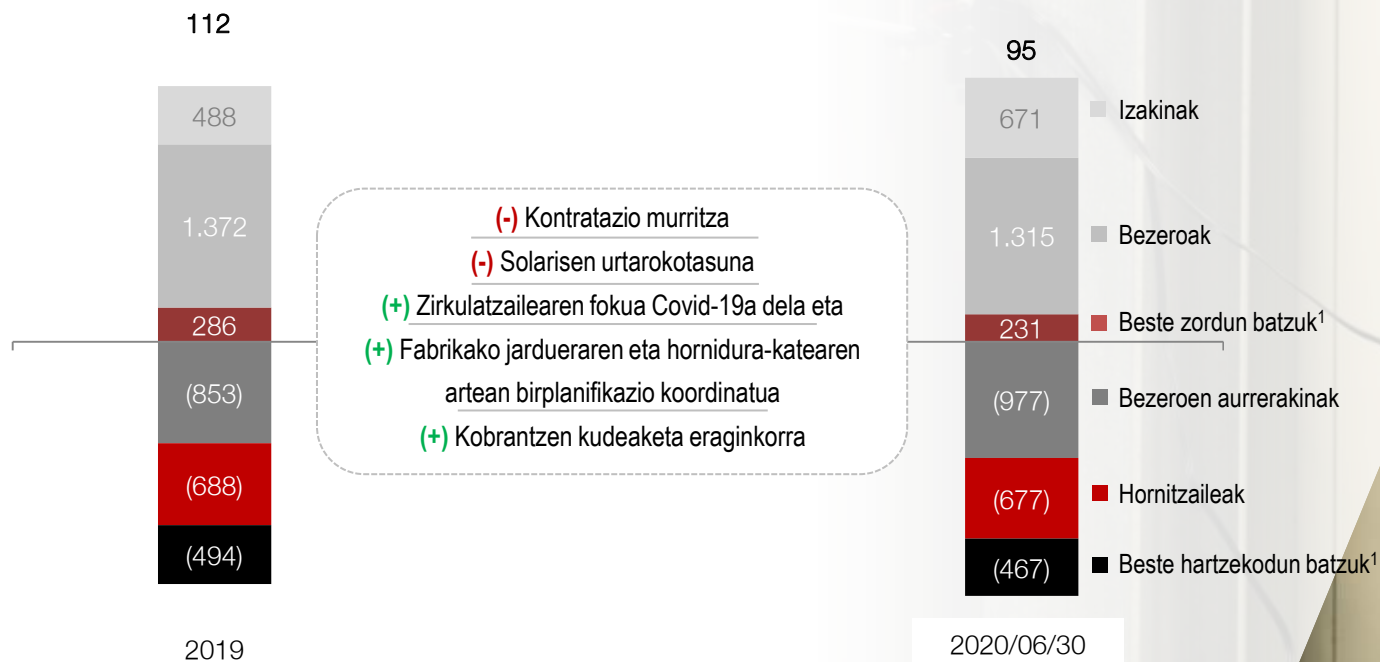 112
488
1.372
286
(853)
(688)
(494)
2019
(-) Kontratazio murritza
(-) Solarisen urtarokotasuna
(+) Zirkulatzailearen fokua Covid-19a dela eta
(+) Fabrikako jardueraren eta hornidura-katearen
artean birplanifikazio koordinatua
(+) Kobrantzen kudeaketa eraginkorra
95
671
1.315
231
(977)
(677)
(467)
2020/06/30
Izakinak
Bezeroak
Beste zordun batzuk¹
Bezeroen aurrerakinak
Hornitzaileak
Beste hartzekodun batzuk¹